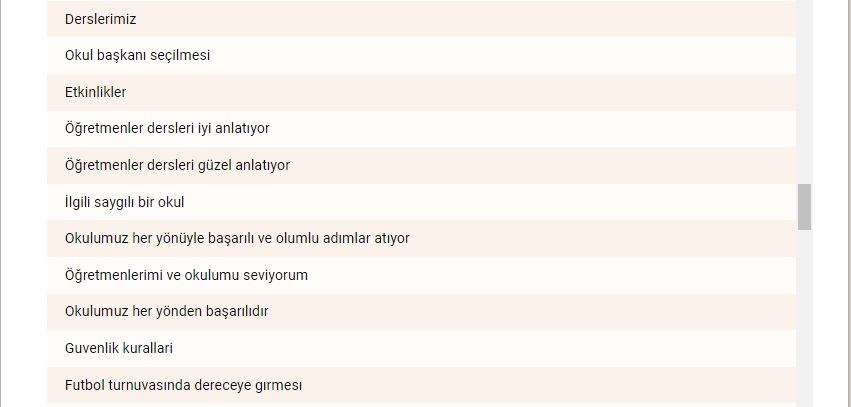 Derslerimiz
Okul başkanı seçilmesi
Etkinlikler
Öğretmenler dersleri iyi anlatıyor
Öğretmenler dersleri güzel anlatıyor
İlgili saygılı bir okul
Okulumuz her yönüyle başarılı ve olumlu adımlar atıyor
Öğretmenlerimi ve okulumu seviyorum
Okulumuz her yönden başarılıdır
Guvenlik kurallari
Futbol turnuvasında dereceye gırmesı